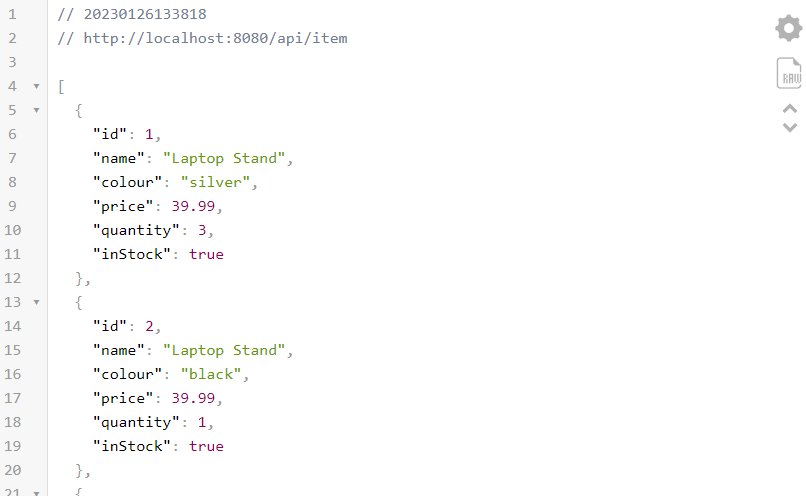 1 // 20230126133818
2 // http://localhost:8080/api/item
3
4 [
5 {
6 "id": 1,
7 "name": "Laptop Stand",
8 "colour": "silver",
9 "price": 39.99,
10 "quantity": 3,
11 "inStock": true
12 },
13 {
14 "id": 2,
15 "name": "Laptop Stand",
16 "colour": "black",
17 "price": 39.99,
18 "quantity": 1,
19 "inStock": true
20 },
21 {
RAW